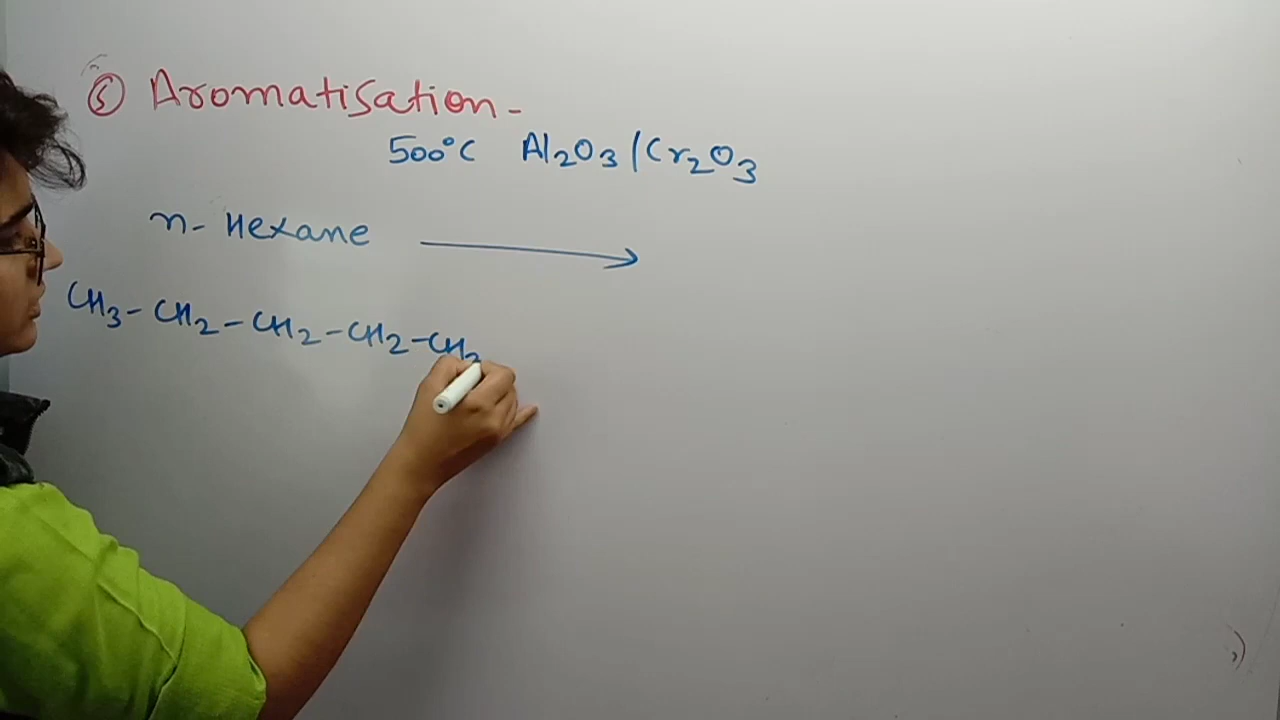 ⑤ Aromatisation -
500°C Al₂O₃/Cr₂O₃
n- Hexane →
CH₃-CH₂-CH₂-CH₂-CH₂